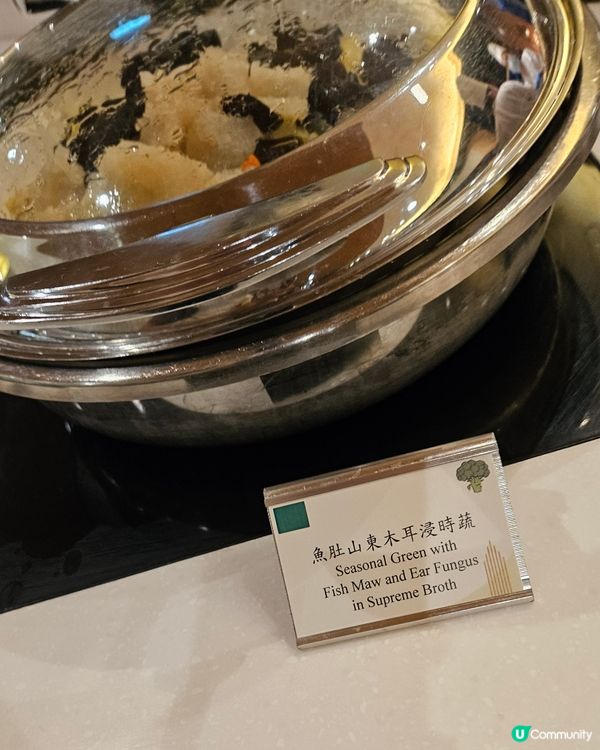 魚肚山東木耳浸時蔬
Seasonal Green with
Fish Maw and Ear Fungus
in Supreme Broth
U Community